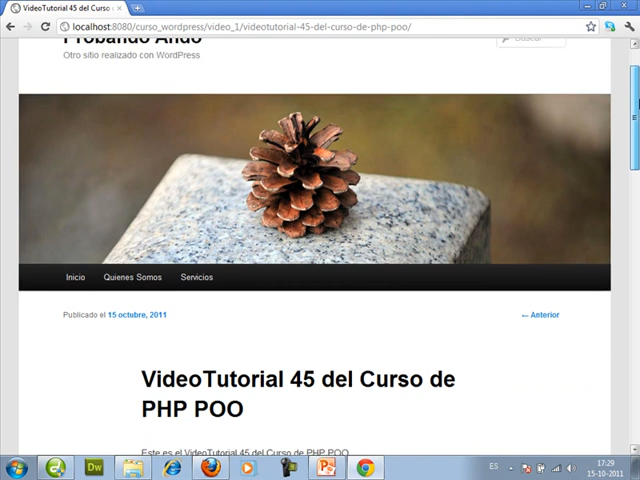 VideoTutorial 45 del Curso d
localhost:8080/curso_wordpress/video_1/videotutorial-45-del-curso-de-php-poo/
Probando Ando
Buscar
Otro sitio realizado con WordPress
Inicio Quienes Somos Servicios
Publicado el 15 octubre, 2011
← Anterior
VideoTutorial 45 del Curso de
PHP POO
Este es el VideoTutorial 45 del Curso de PHP POO
Dw
ES
17:29
15-10-2011